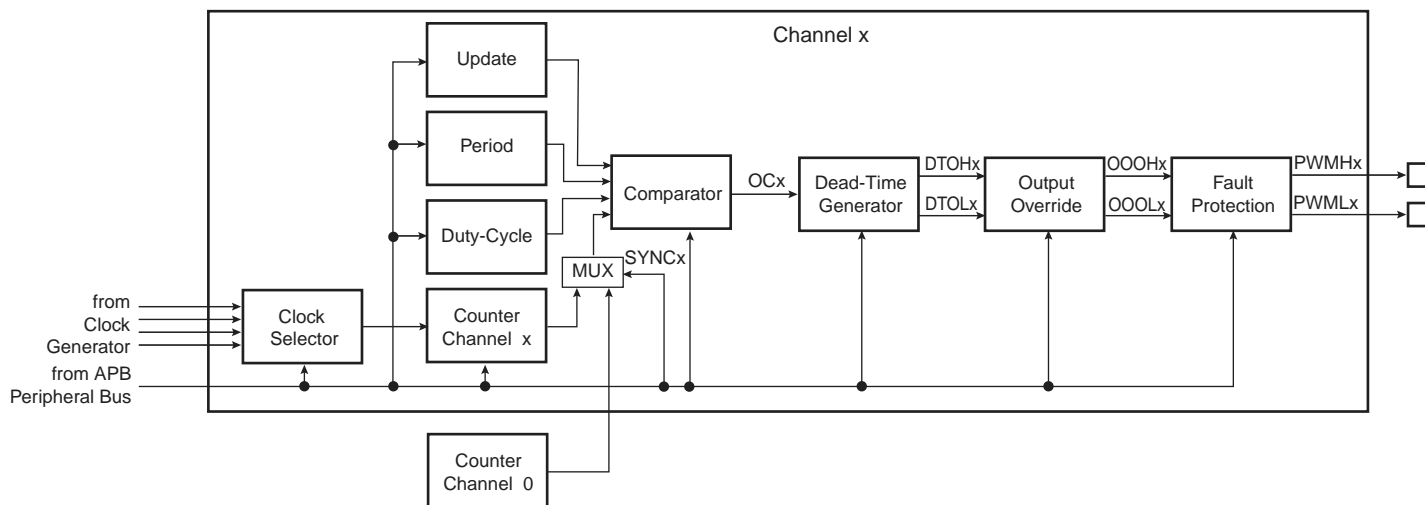 Channel x
Update
Period
Duty-Cycle
Comparator
OCx
Dead-Time
Generator
DTOHx
DTOLx
Output
Override
OOOHx
OOOLx
Fault
Protection
PWMHx
PWMLx
MUX
SYNCx
from
Clock
Generator
Clock
Selector
Counter
Channel x
from APB
Peripheral Bus
Counter
Channel 0